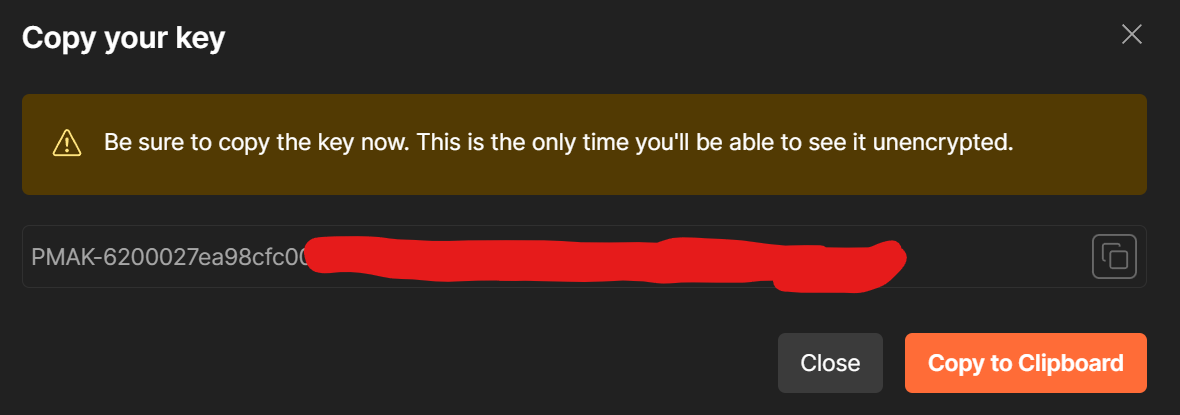 Copy your key
Be sure to copy the key now. This is the only time you'll be able to see it unencrypted.
PMAK-6200027ea98cfc00
Close
Copy to Clipboard